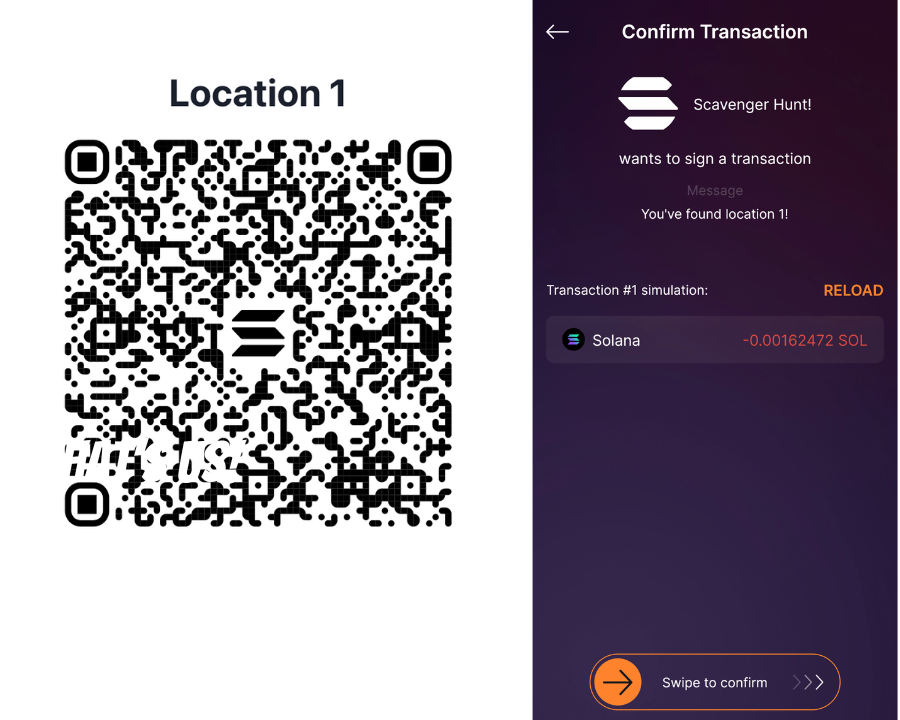 Location 1
Confirm Transaction
Scavenger Hunt!
wants to sign a transaction
Message
You've found location 1!
Transaction #1 simulation:
RELOAD
Solana
-0.00162472 SOL
Swipe to confirm